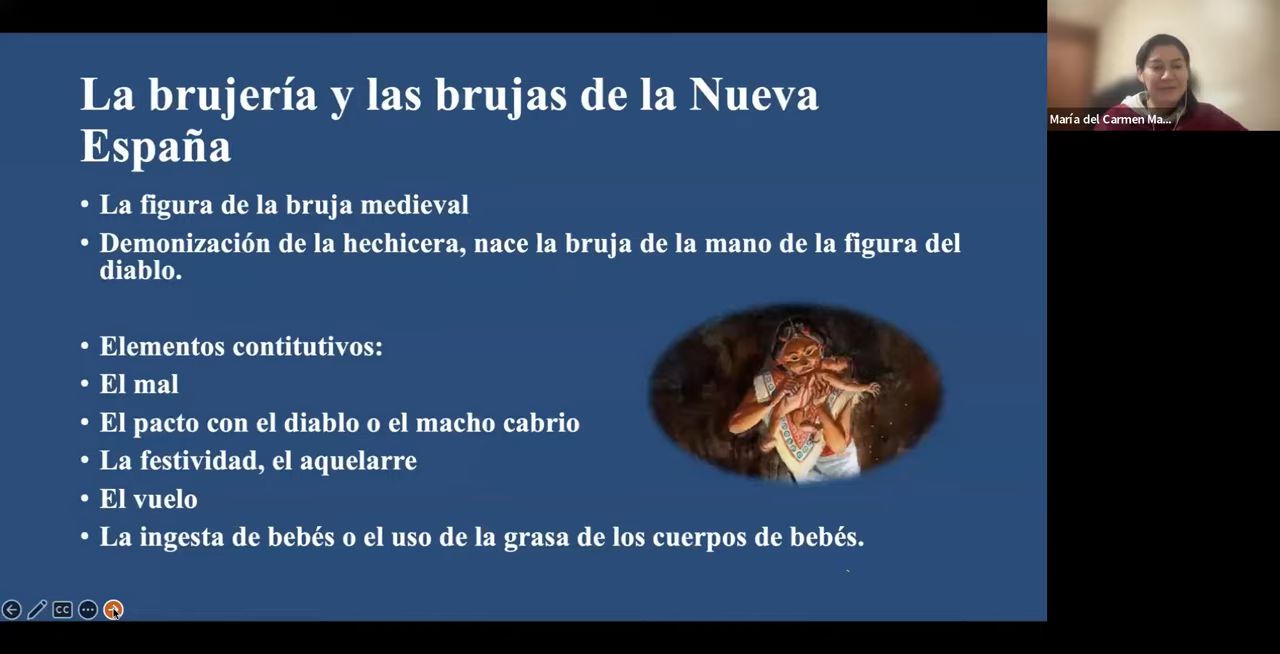 La brujería y las brujas de la Nueva
España
• La figura de la bruja medieval
• Demonización de la hechicera, nace la bruja de la mano de la figura del
diablo.
• Elementos contitutivos:
• El mal
• El pacto con el diablo o el macho cabrio
• La festividad, el aquelarre
• El vuelo
• La ingesta de bebés o el uso de la grasa de los cuerpos de bebés.
María del Carmen Ma...
CC